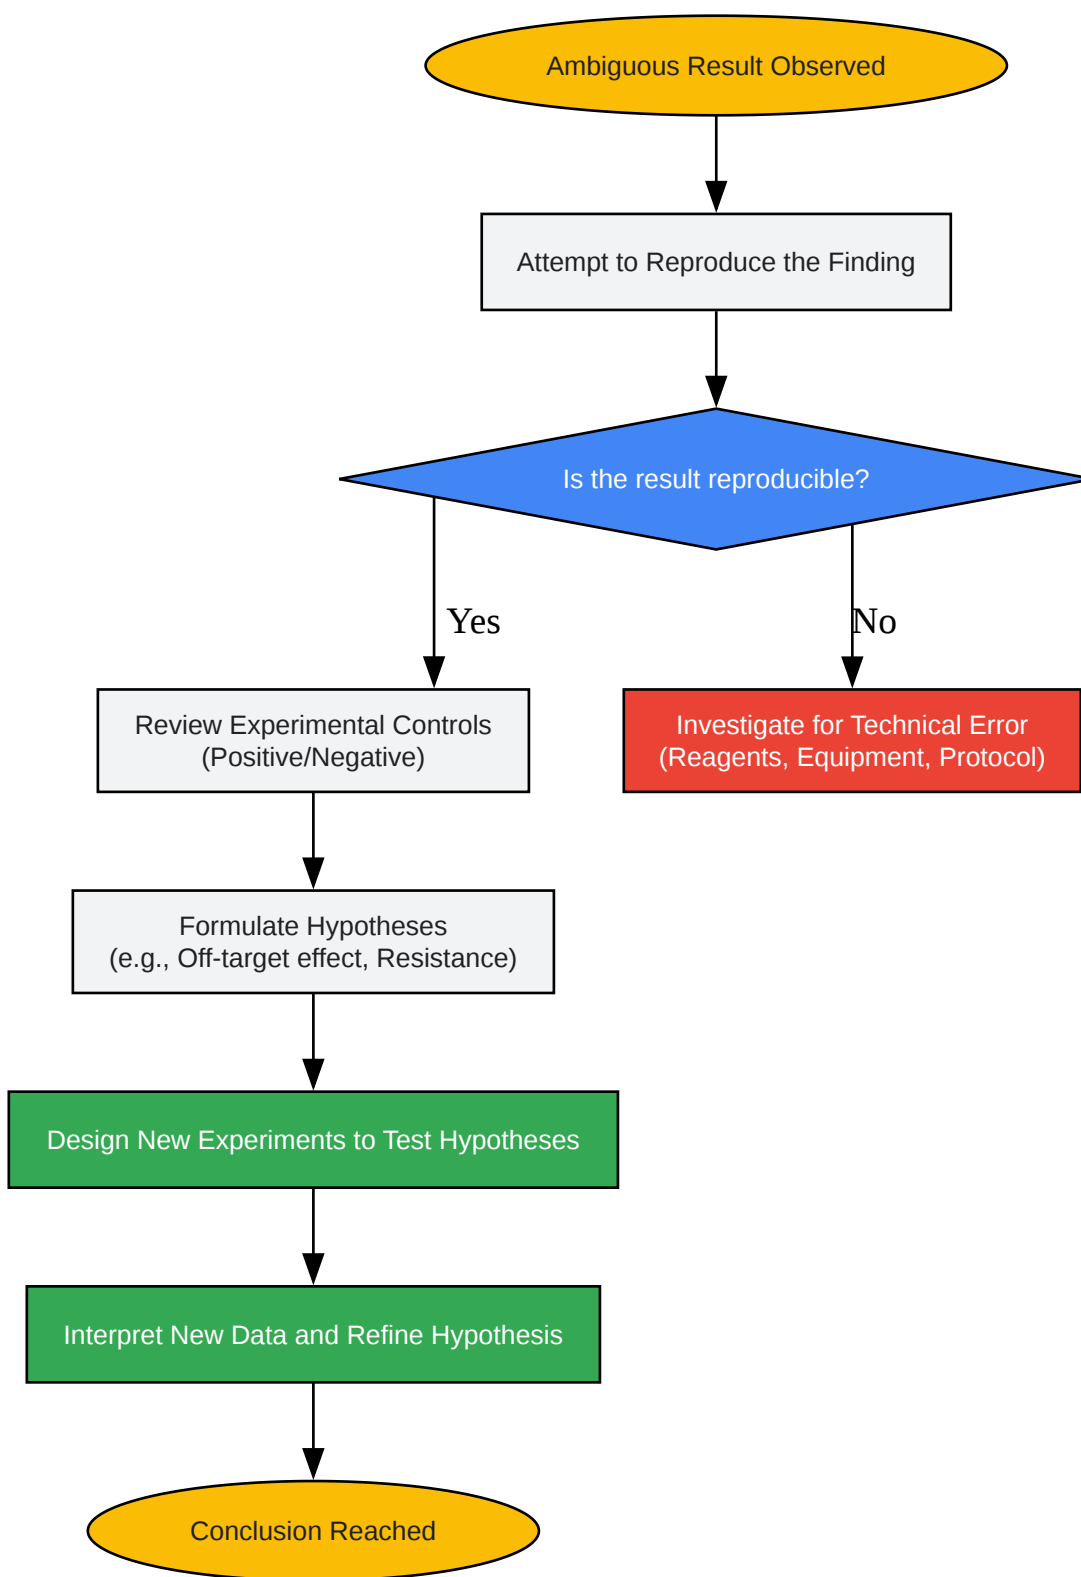 Ambiguous Result Observed
Attempt to Reproduce the Finding
Is the result reproducible?
Yes
No
Review Experimental Controls
(Positive/Negative)
Investigate for Technical Error
(Reagents, Equipment, Protocol)
Formulate Hypotheses
(e.g., Off-target effect, Resistance)
Design New Experiments to Test Hypotheses
Interpret New Data and Refine Hypothesis
Conclusion Reached